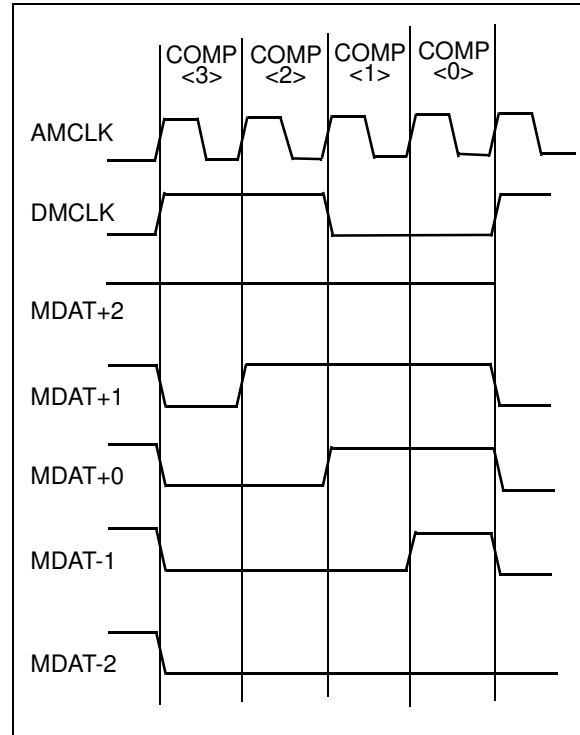 COMP COMP COMP COMP
<3> <2> <1> <0>
AMCLK
DMCLK
MDAT+2
MDAT+1
MDAT+0
MDAT-1
MDAT-2